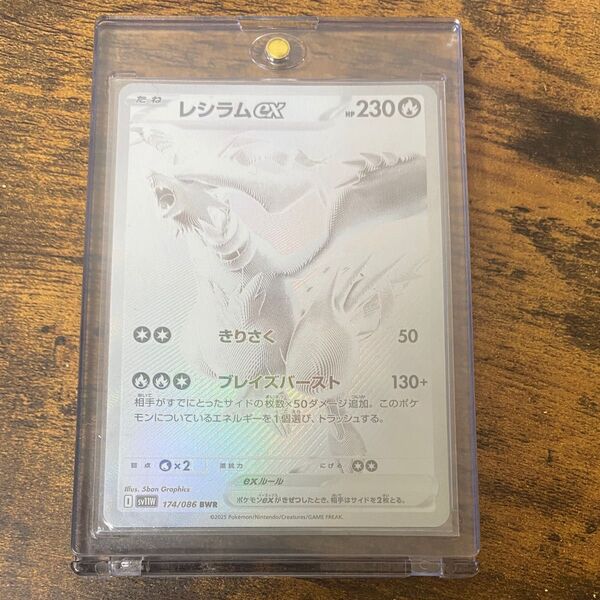 たね
レシラムex HP230
きりさく 50
ブレイズバースト 130+
相手がすでにとったサイドの枚数×50ダメージ追加。このポケ
モンについているエネルギーを1個選び、トラッシュする。
弱点 ×2 抵抗力 にげる
exルール
Illus. 5ban Graphics
ポケモンexがきぜつしたとき、相手はサイドを2枚とる。
D sv11W 174/086 BWR
©2025 Pokémon/Nintendo/Creatures/GAME FREAK.